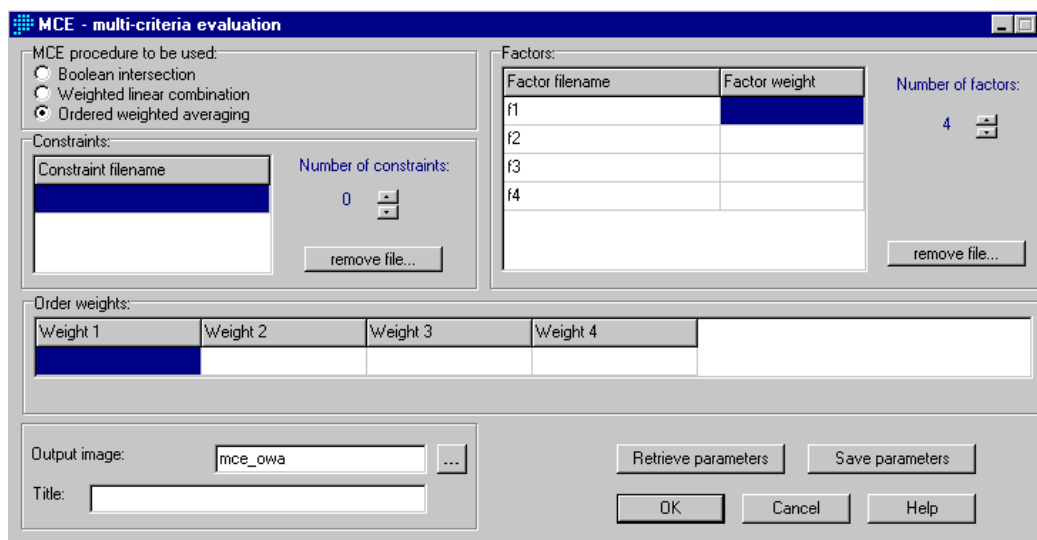 MCE - multi-criteria evaluation
MCE procedure to be used:
Boolean intersection
Weighted linear combination
Ordered weighted averaging
Constraints:
Constraint filename
Number of constraints:
0
remove file...
Factors:
Factor filename Factor weight
f1
f2
f3
f4
Number of factors:
4
remove file...
Order weights:
Weight 1 Weight 2 Weight 3 Weight 4
Output image: mce_owa ...
Title:
Retrieve parameters Save parameters
OK Cancel Help